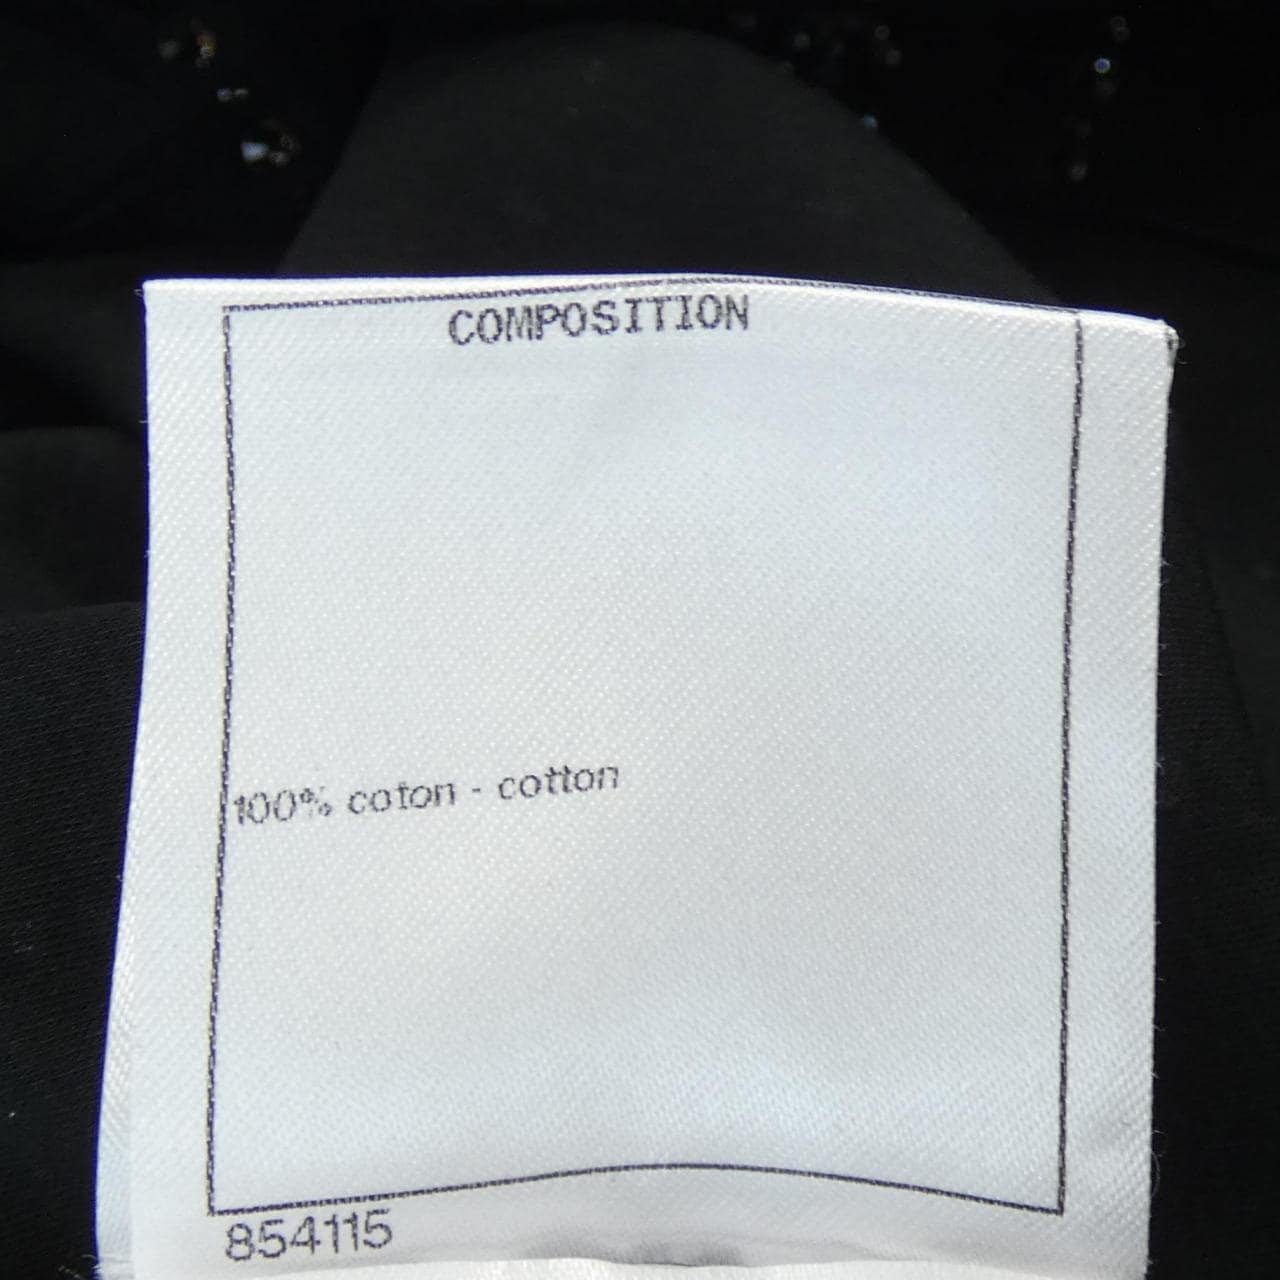 COMPOSITION
100% coton - cotton
854115